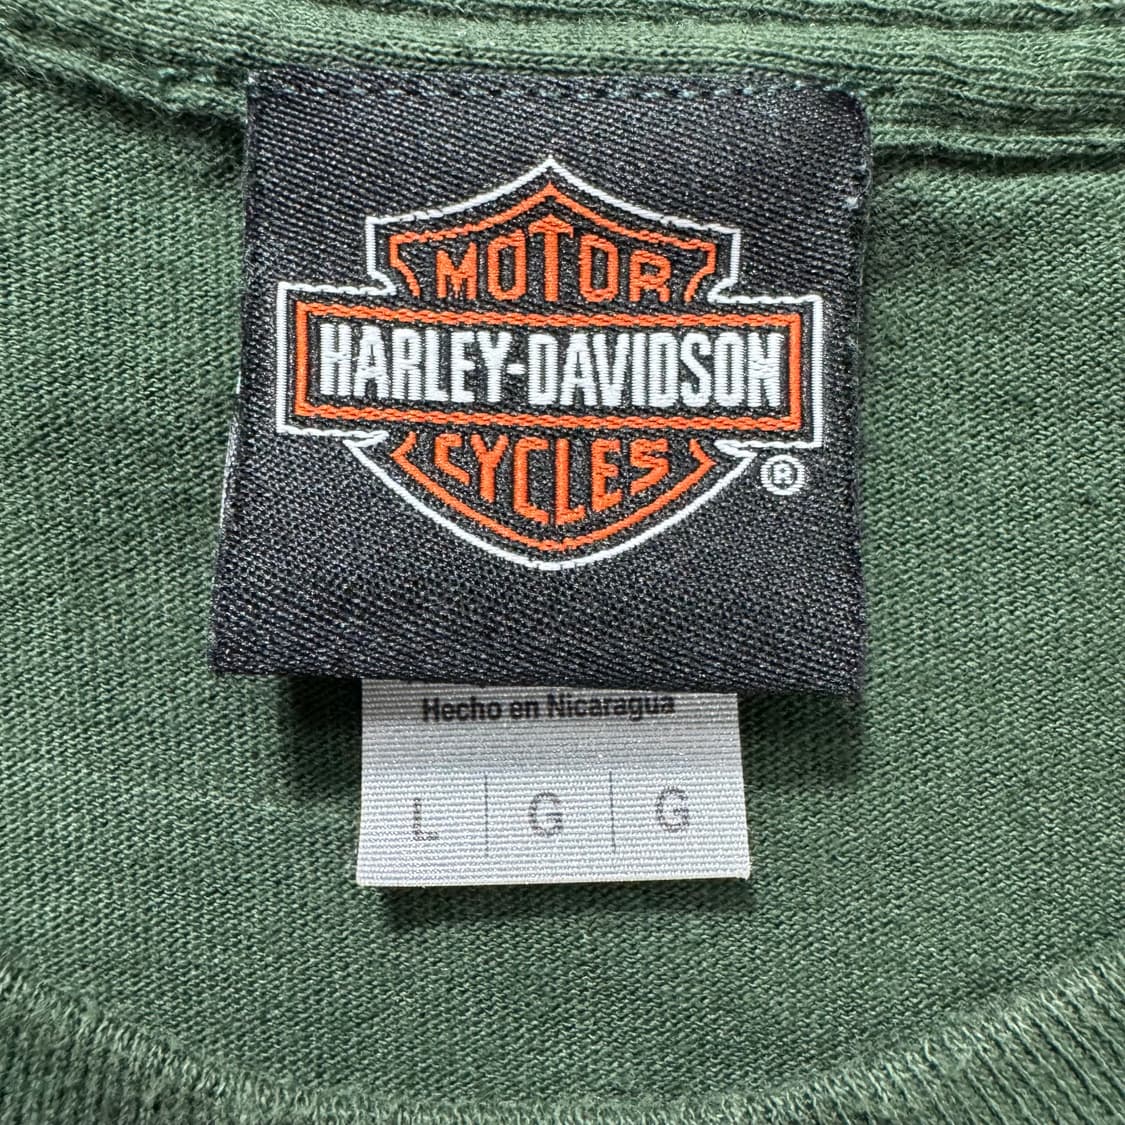 MOTOR
HARLEY-DAVIDSON
CYCLES
®
Hecho en Nicaragua
L | G | G